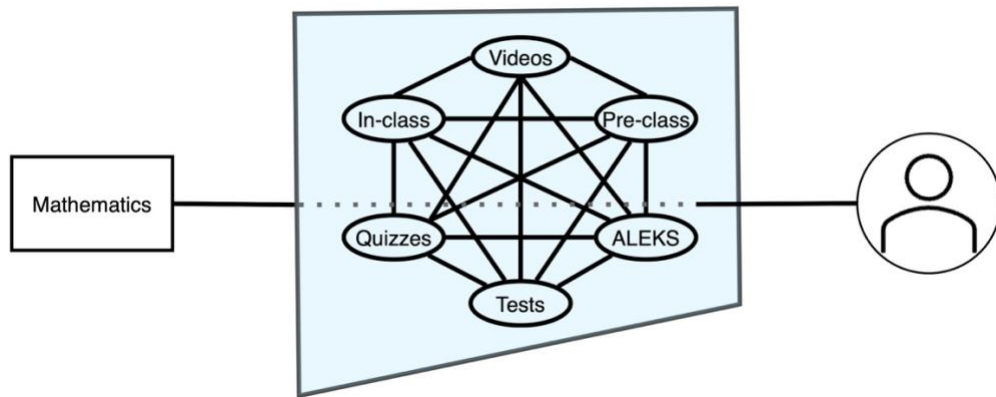 Videos
In-class
Pre-class
Mathematics
Quizzes
ALEKS
Tests